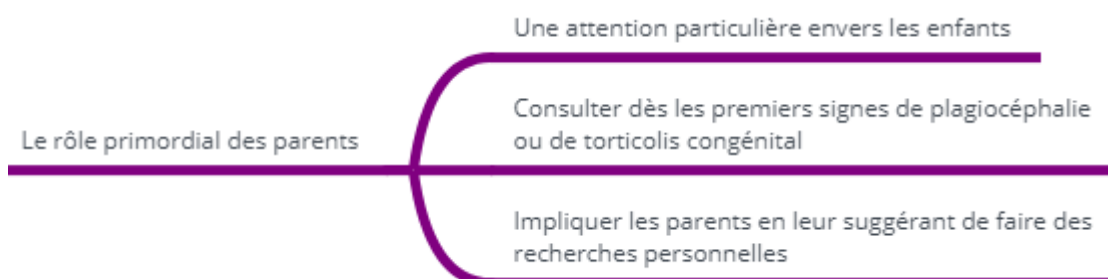 Une attention particulière envers les enfants
Le rôle primordial des parents
Consulter dès les premiers signes de plagiocéphalie
ou de torticolis congénital
Impliquer les parents en leur suggérant de faire des
recherches personnelles